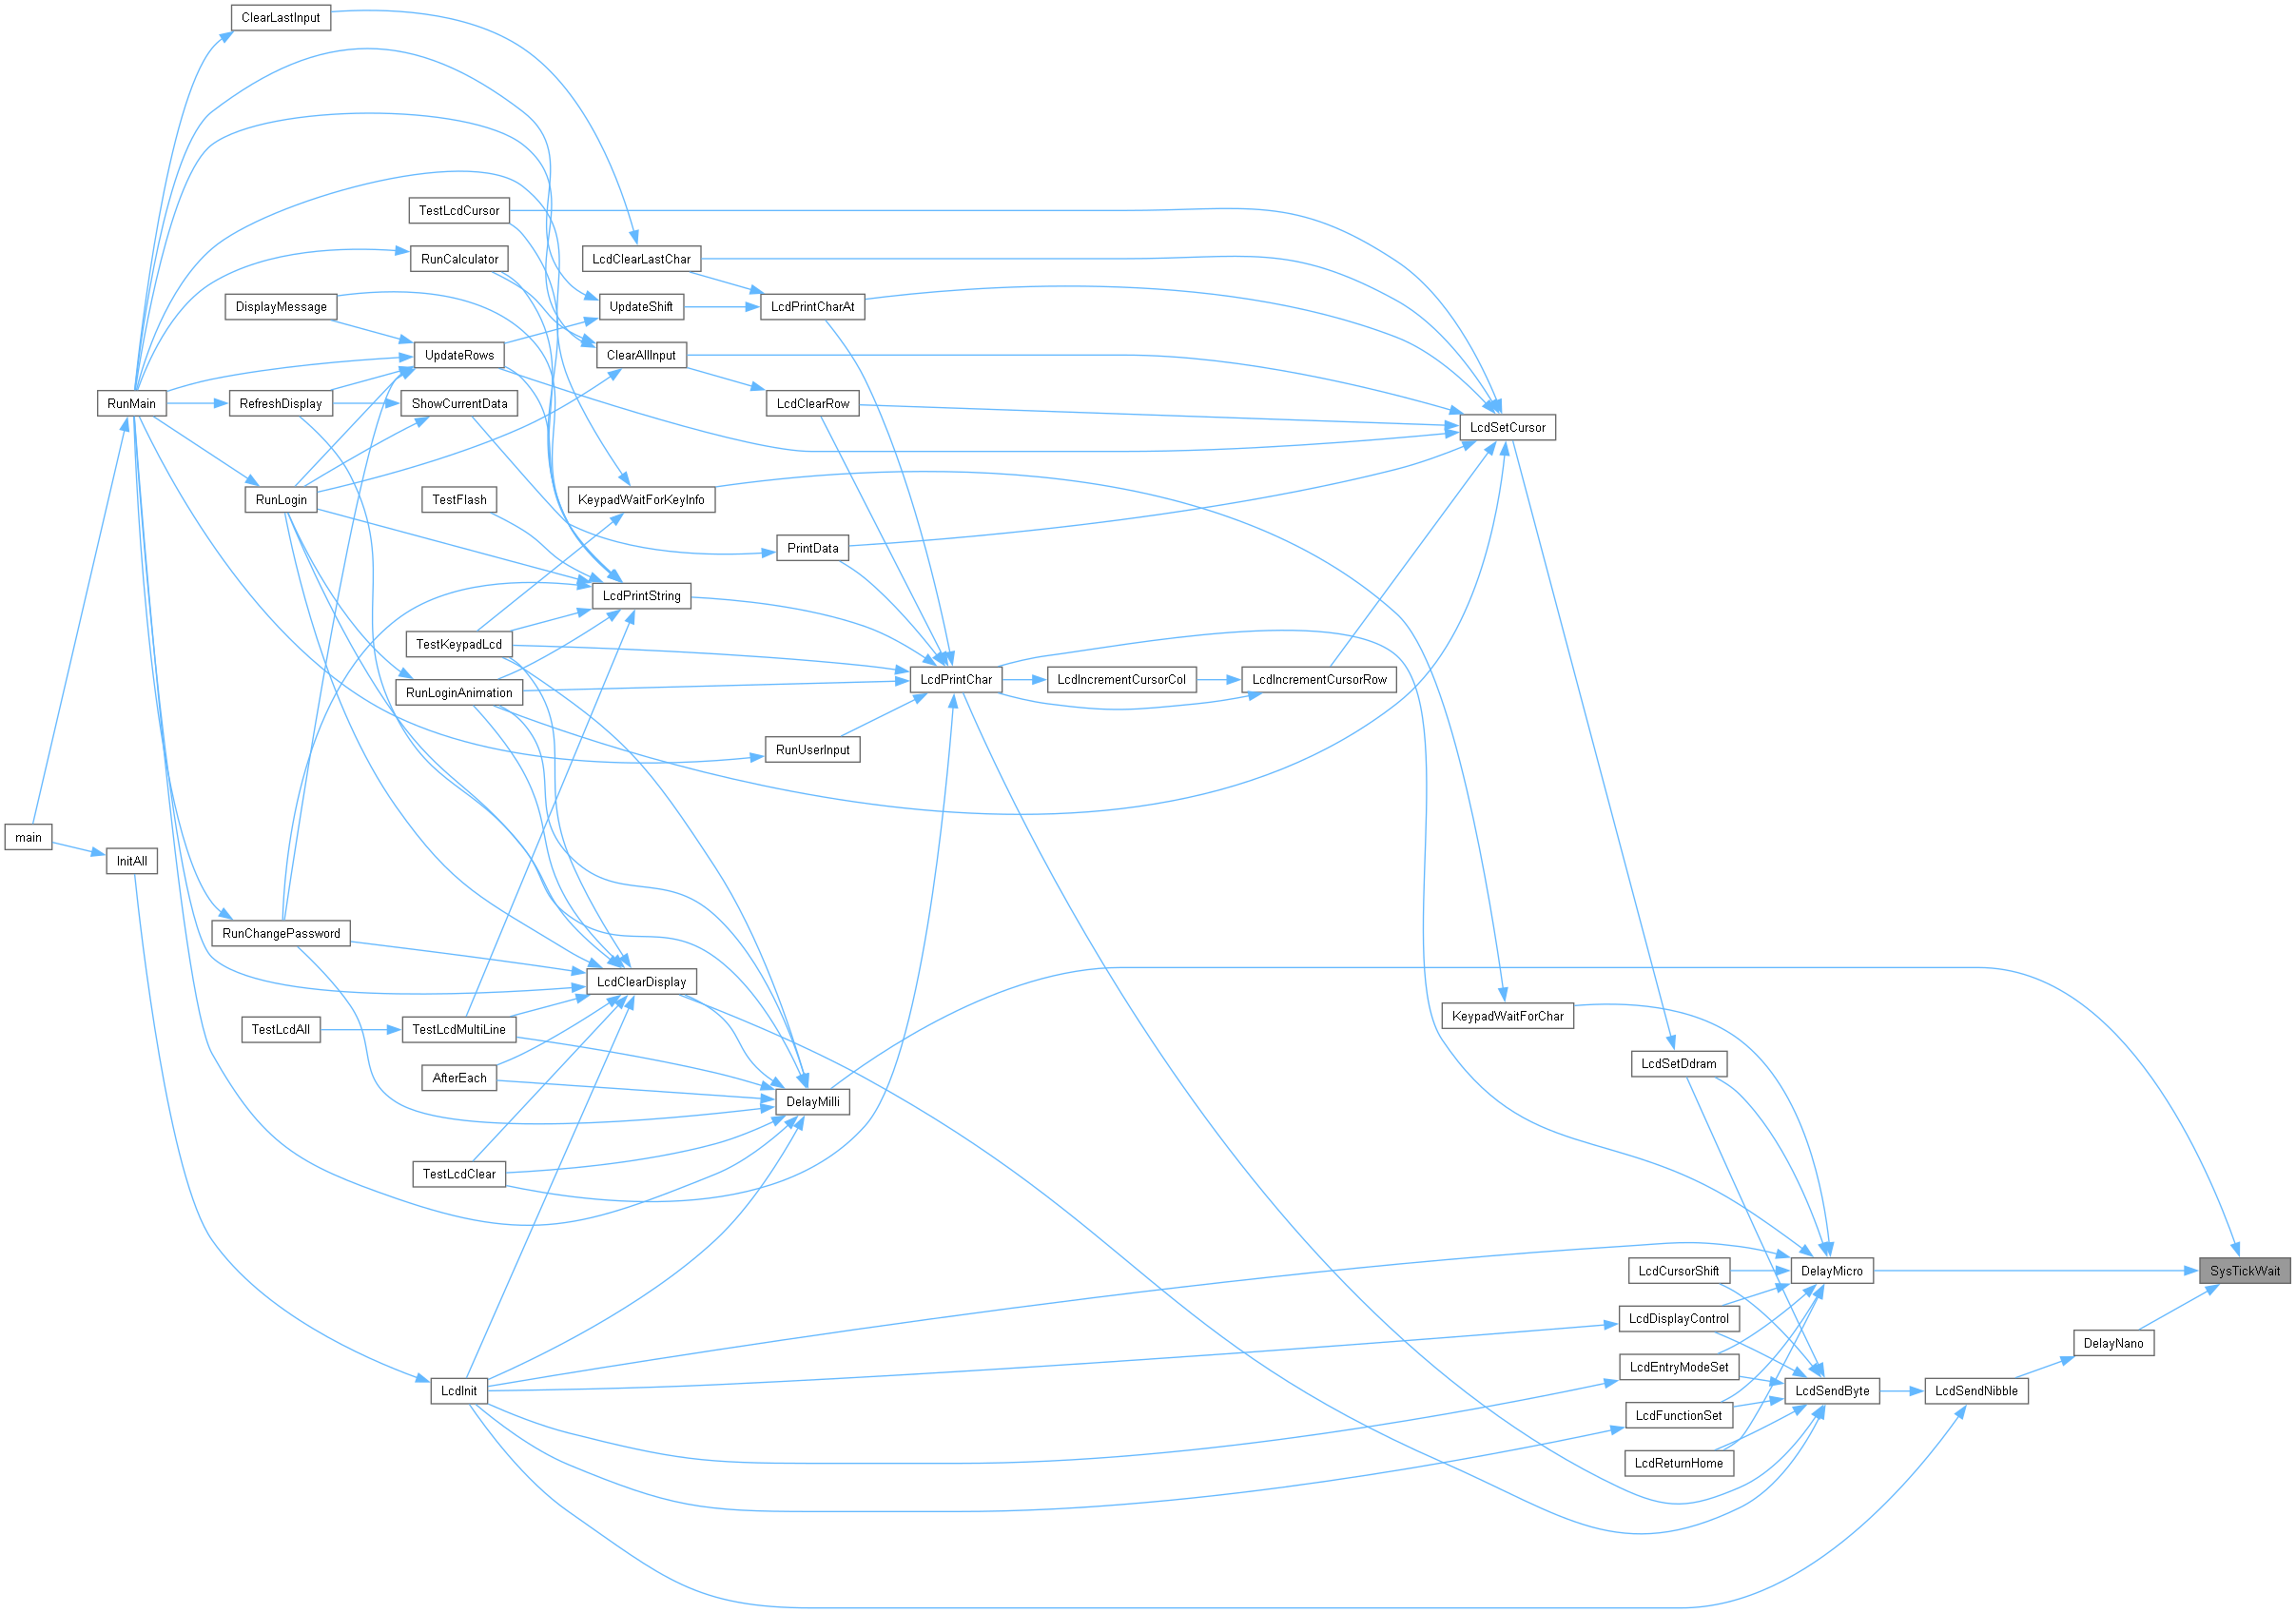 ClearLastInput
TestLcdCursor
RunCalculator
LcdClearLastChar
DisplayMessage
UpdateShift
LcdPrintCharAt
UpdateRows
ClearAllInput
RunMain
RefreshDisplay
ShowCurrentData
LcdClearRow
LcdSetCursor
RunLogin
TestFlash
KeypadWaitForKeyInfo
PrintData
LcdPrintString
TestKeypadLcd
RunLoginAnimation
LcdPrintChar
LcdIncrementCursorCol
LcdIncrementCursorRow
RunUserInput
main
InitAll
RunChangePassword
LcdClearDisplay
TestLcdAll
TestLcdMultiLine
KeypadWaitForChar
LcdSetDdram
AfterEach
DelayMilli
TestLcdClear
LcdCursorShift
DelayMicro
SysTickWait
LcdDisplayControl
DelayNano
LcdEntryModeSet
LcdInit
LcdSendByte
LcdSendNibble
LcdFunctionSet
LcdReturnHome